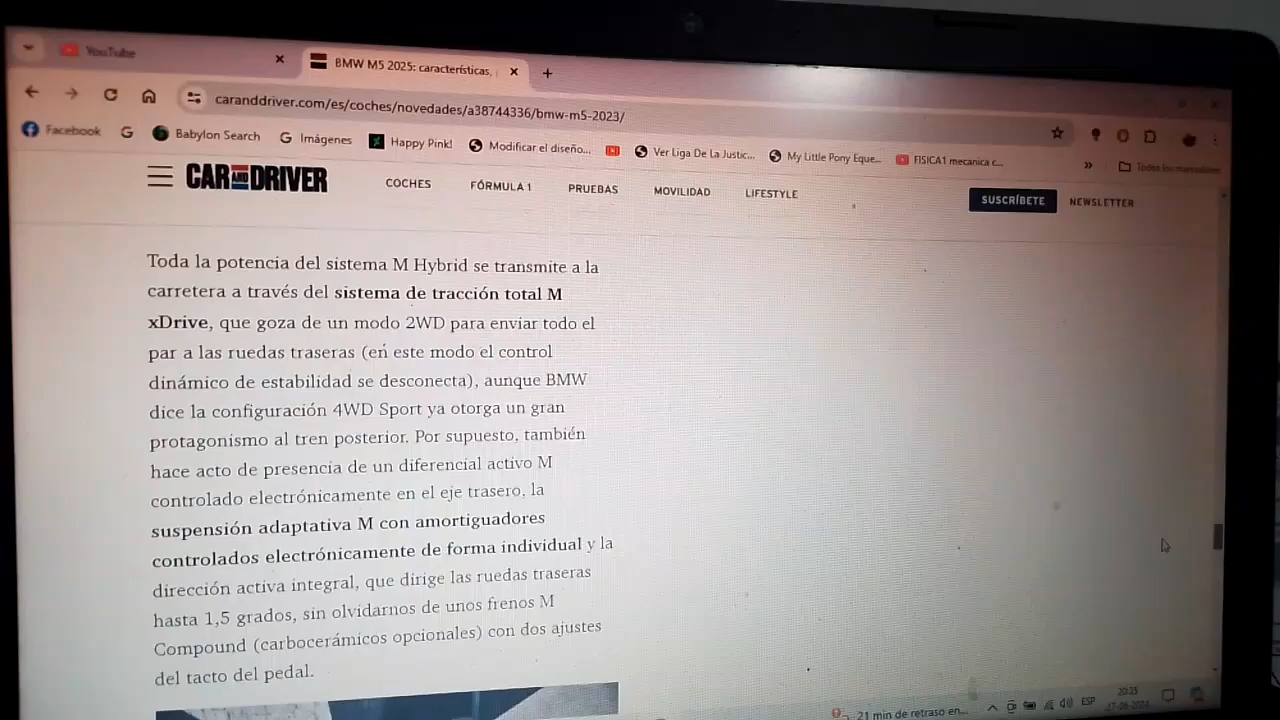 YouTube
BMW M5 2025: características,
caranddriver.com/es/coches/novedades/a38744336/bmw-m5-2023/
Facebook
Babylon Search
Imágenes
Happy Pink!
Modificar el diseño...
Ver Liga De La Justic...
My Little Pony Eque...
FISICA1 mecanica c...
»
Todos los marcadores
CAR AND DRIVER
COCHES
FÓRMULA 1
PRUEBAS
MOVILIDAD
LIFESTYLE
SUSCRÍBETE
NEWSLETTER
Toda la potencia del sistema M Hybrid se transmite a la
carretera a través del sistema de tracción total M
xDrive, que goza de un modo 2WD para enviar todo el
par a las ruedas traseras (en este modo el control
dinámico de estabilidad se desconecta), aunque BMW
dice la configuración 4WD Sport ya otorga un gran
protagonismo al tren posterior. Por supuesto, también
hace acto de presencia de un diferencial activo M
controlado electrónicamente en el eje trasero, la
suspensión adaptativa M con amortiguadores
controlados electrónicamente de forma individual y la
dirección activa integral, que dirige las ruedas traseras
hasta 1,5 grados, sin olvidarnos de unos frenos M
Compound (carbocerámicos opcionales) con dos ajustes
del tacto del pedal.
21 min de retraso en...
ESP
20:35
17-06-2024